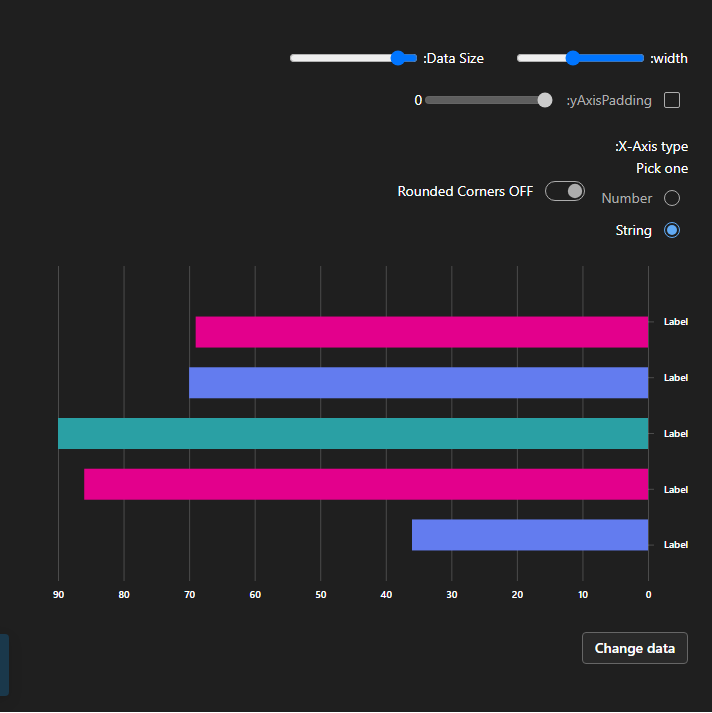 :width
:Data Size
:yAxisPadding
0
:X-Axis type
Pick one
Number
Rounded Corners OFF
String
Label
Label
Label
Label
Label
90 80 70 60 50 40 30 20 10 0
Change data